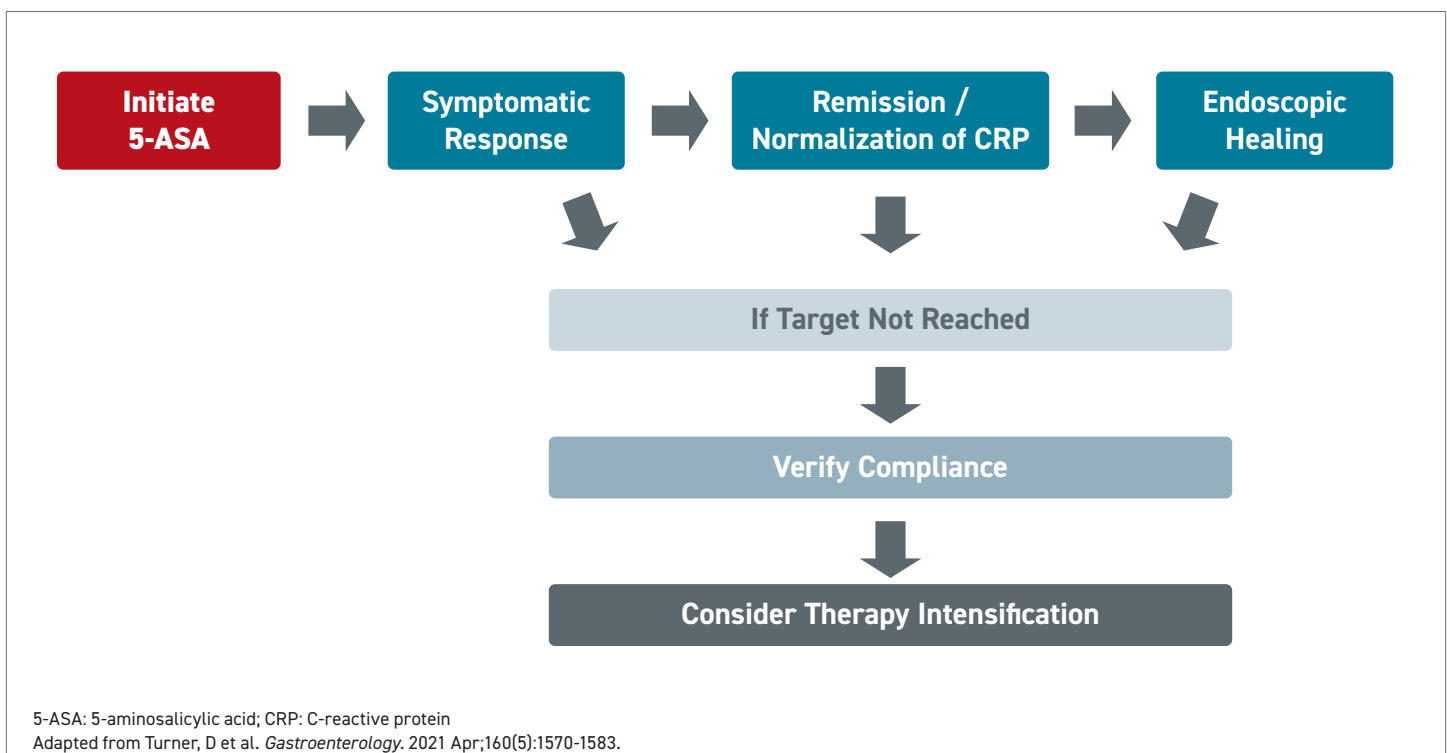 Initiate
5-ASA
Symptomatic
Response
Remission /
Normalization of CRP
Endoscopic
Healing
If Target Not Reached
Verify Compliance
Consider Therapy Intensification
5-ASA: 5-aminosalicylic acid; CRP: C-reactive protein
Adapted from Turner, D et al. Gastroenterology. 2021 Apr;160(5):1570-1583.